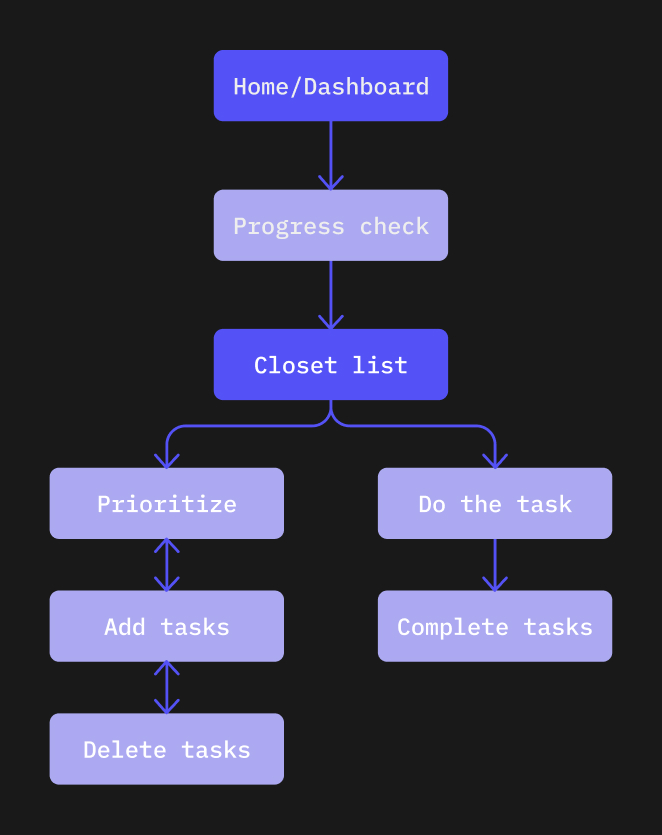 Home/Dashboard
Progress check
Closet list
Prioritize
Do the task
Add tasks
Complete tasks
Delete tasks